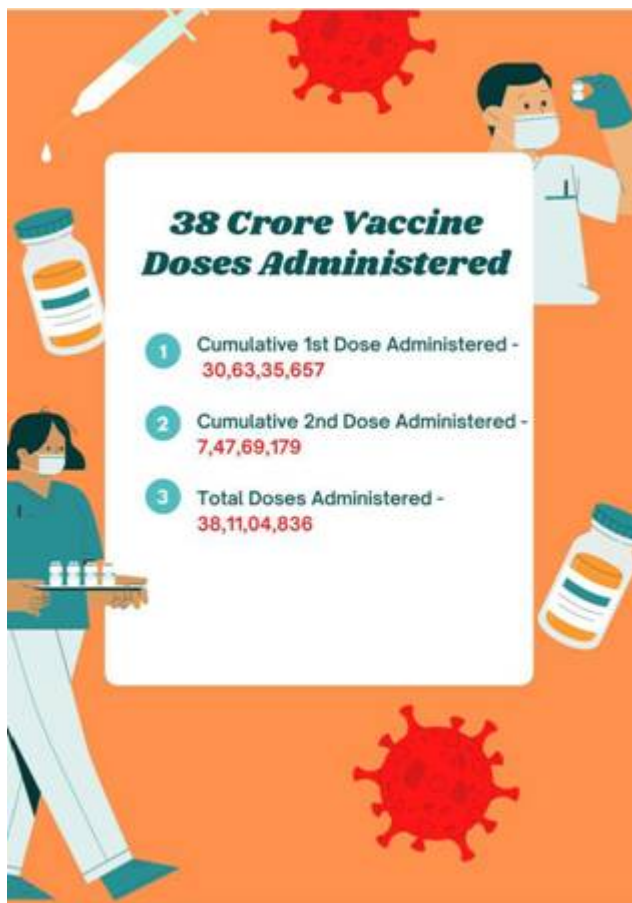 38 Crore Vaccine
Doses Administered
1 Cumulative 1st Dose Administered -
30,63,35,657
2 Cumulative 2nd Dose Administered -
7,47,69,179
3 Total Doses Administered -
38,11,04,836